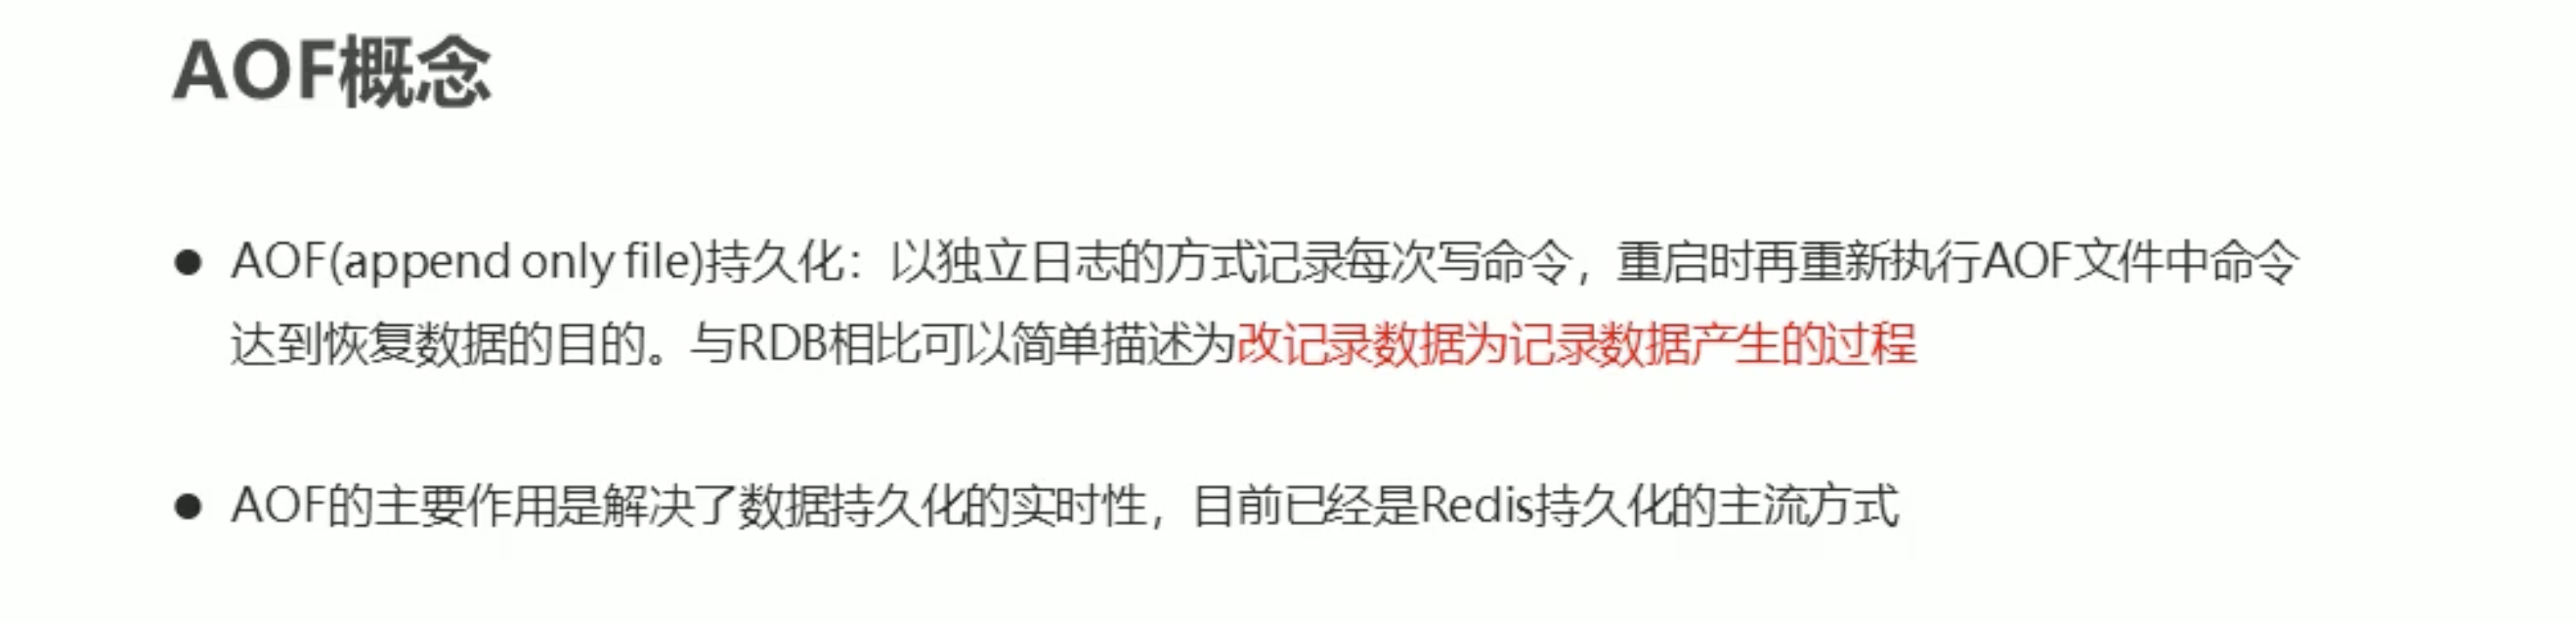 AOF概念
● AOF(append only file)持久化：以独立日志的方式记录每次写命令，重启时再重新执行AOF文件中命令
达到恢复数据的目的。与RDB相比可以简单描述为改记录数据为记录数据产生的过程
● AOF的主要作用是解决了数据持久化的实时性，目前已经是Redis持久化的主流方式